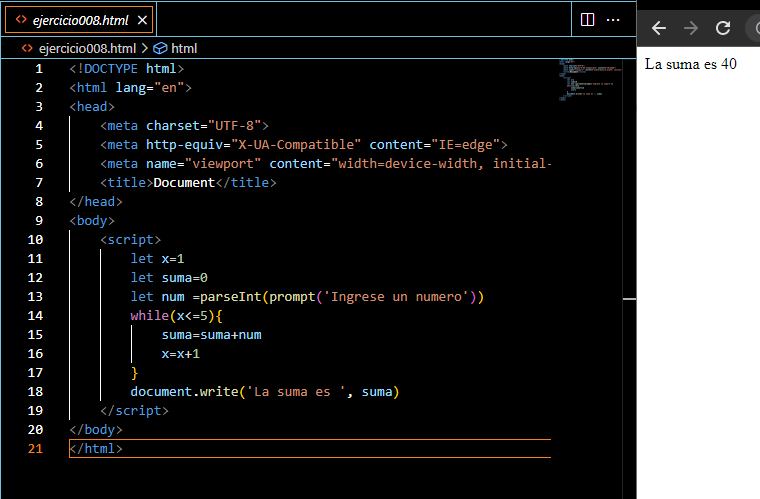 ejercicio008.html
ejercicio008.html > html
1 <!DOCTYPE html>
2 <html lang="en">
3 <head>
4 <meta charset="UTF-8">
5 <meta http-equiv="X-UA-Compatible" content="IE=edge">
6 <meta name="viewport" content="width=device-width, initial-
7 <title>Document</title>
8 </head>
9 <body>
10 <script>
11 let x=1
12 let suma=0
13 let num =parseInt(prompt('Ingrese un numero'))
14 while(x<=5){
15 suma=suma+num
16 x=x+1
17 }
18 document.write('La suma es ', suma)
19 </script>
20 </body>
21 </html>
La suma es 40